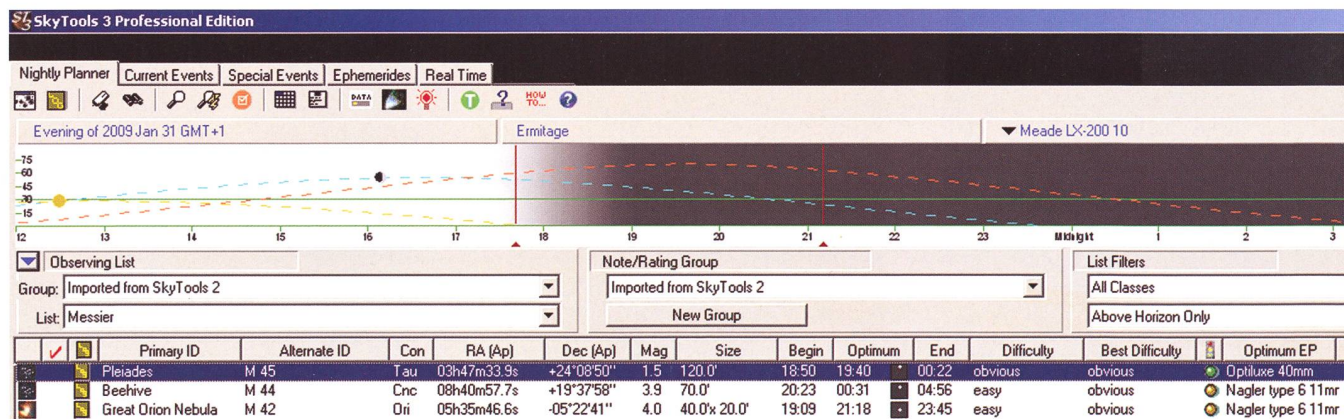 SkyTools 3 Professional Edition
Nightly Planner Current Events Special Events Ephemerides Real Time
DATA HOW TO...
Evening of 2009 Jan 31 GMT+1 Ermitage Meade LX-200 10
75
60
45
30
15
12 13 14 15 16 17 18 19 20 21 22 23 Midnight 1 2 3
Observing List Note/Rating Group List Filters
Group: Imported from SkyTools 2 Imported from SkyTools 2 All Classes
List: Messier New Group Above Horizon Only
Primary ID Alternate ID Con RA (Ap) Dec (Ap) Mag Size Begin Optimum End Difficulty Best Difficulty Optimum EP
Pleiades M 45 Tau 03h47m33.9s +24°08'50" 1.5 120.0' 18:50 19:40 00:22 obvious obvious Optiluxe 40mm
Beehive M 44 Cnc 08h40m57.7s +19°37'58" 3.9 70.0' 20:23 00:31 04:56 easy obvious Nagler type 6 11mr
Great Orion Nebula M 42 Ori 05h35m46.6s -05°22'41" 4.0 40.0'x 20.0' 19:09 21:18 23:45 easy obvious Nagler type 6 11mr